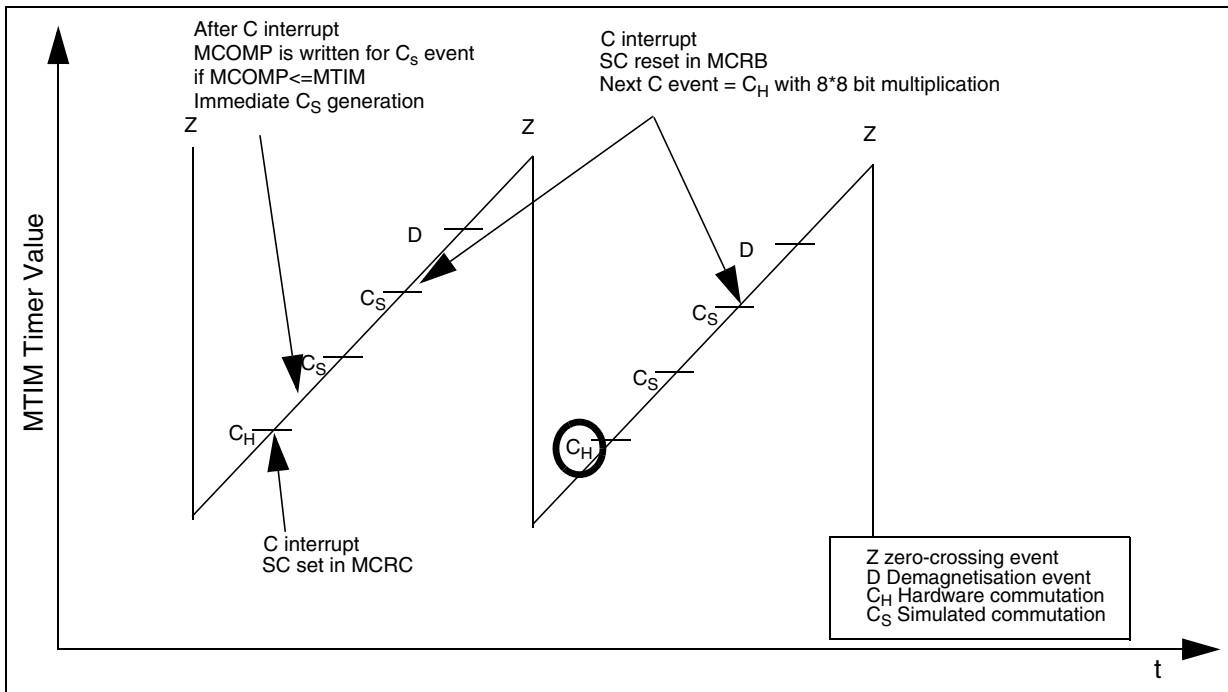 After C interrupt
MCOMP is written for Cs event
if MCOMP<=MTIM
Immediate CS generation
C interrupt
SC reset in MCRB
Next C event = CH with 8*8 bit multiplication
Z
Z
Z
MTIM Timer Value
D
D
CS
CS
CS
CS
CH
CH
C interrupt
SC set in MCRC
Z zero-crossing event
D Demagnetisation event
CH Hardware commutation
CS Simulated commutation
t